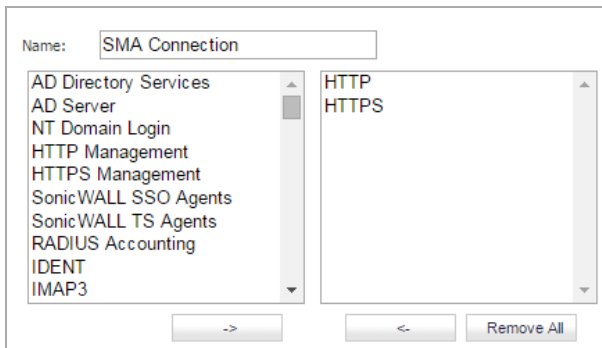 Name: SMA Connection
AD Directory Services
AD Server
NT Domain Login
HTTP Management
HTTPS Management
SonicWALL SSO Agents
SonicWALL TS Agents
RADIUS Accounting
IDENT
IMAP3
HTTP
HTTPS
->
<-
Remove All